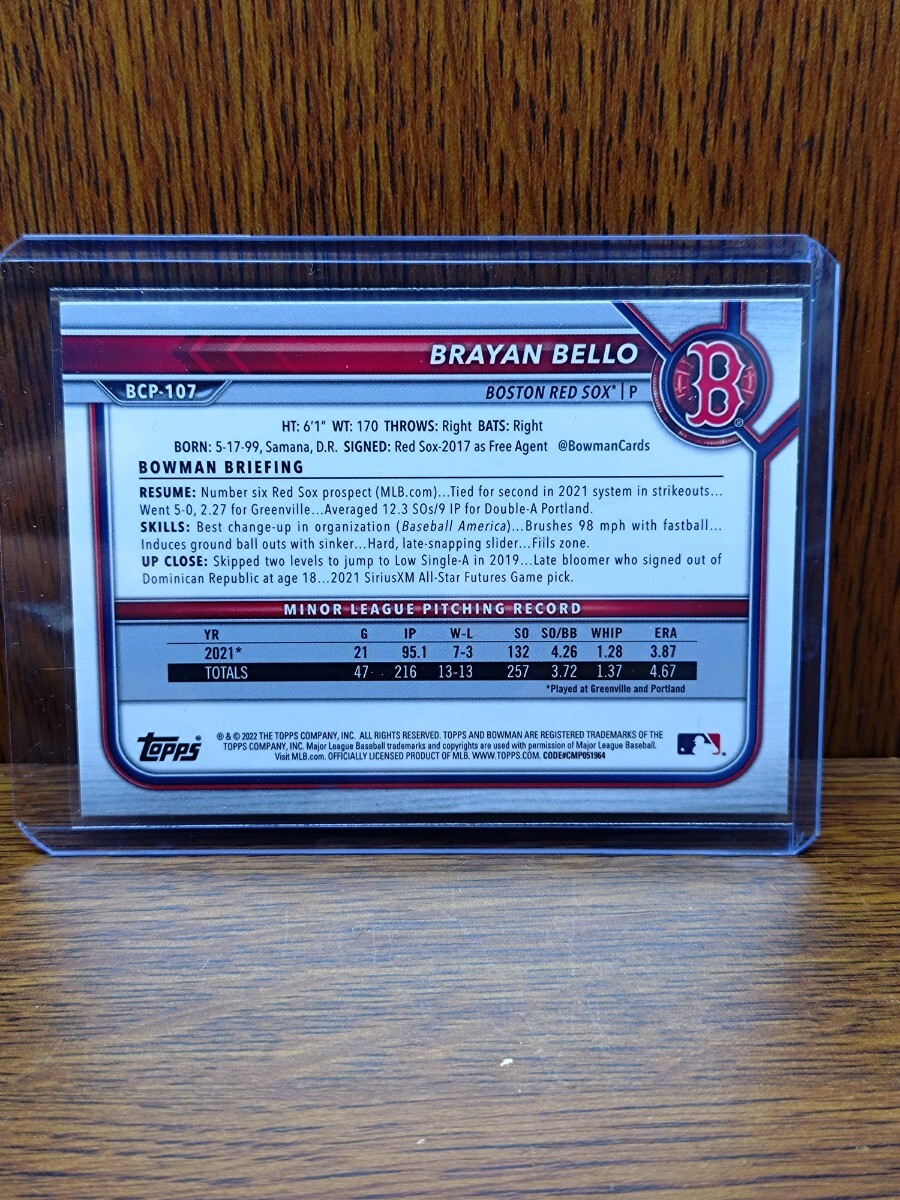 BRAYAN BELLO
BCP-107
BOSTON RED SOX® | P
B
®
HT: 6'1" WT: 170 THROWS: Right BATS: Right
BORN: 5-17-99, Samana, D.R. SIGNED: Red Sox-2017 as Free Agent @BowmanCards
BOWMAN BRIEFING
RESUME: Number six Red Sox prospect (MLB.com)...Tied for second in 2021 system in strikeouts...
Went 5-0, 2.27 for Greenville...Averaged 12.3 SOs/9 IP for Double-A Portland.
SKILLS: Best change-up in organization (Baseball America)...Brushes 98 mph with fastball...
Induces ground ball outs with sinker...Hard, late-snapping slider...Fills zone.
UP CLOSE: Skipped two levels to jump to Low Single-A in 2019...Late bloomer who signed out of
Dominican Republic at age 18...2021 SiriusXM All-Star Futures Game pick.
MINOR LEAGUE PITCHING RECORD
YR G IP W-L SO SO/BB WHIP ERA
2021* 21 95.1 7-3 132 4.26 1.28 3.87
TOTALS 47 216 13-13 257 3.72 1.37 4.67
*Played at Greenville and Portland
TOPPS®
® & © 2022 THE TOPPS COMPANY, INC. ALL RIGHTS RESERVED. TOPPS AND BOWMAN ARE REGISTERED TRADEMARKS OF THE
TOPPS COMPANY, INC. Major League Baseball trademarks and copyrights are used with permission of Major League Baseball.
Visit MLB.com. OFFICIALLY LICENSED PRODUCT OF MLB. WWW.TOPPS.COM. CODE#CMP051964